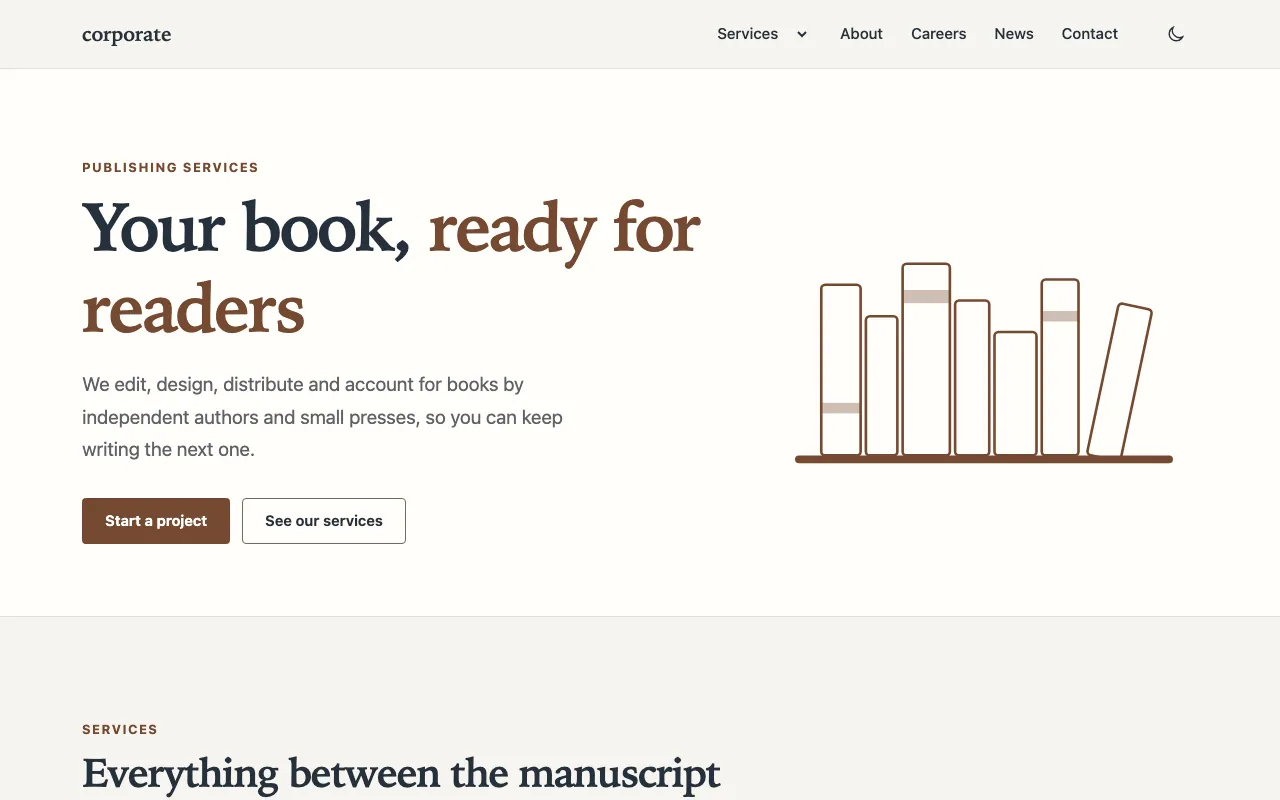 corporate
Services
About
Careers
News
Contact
PUBLISHING SERVICES
Your book, ready for
readers
We edit, design, distribute and account for books by
independent authors and small presses, so you can keep
writing the next one.
Start a project
See our services
SERVICES
Everything between the manuscript